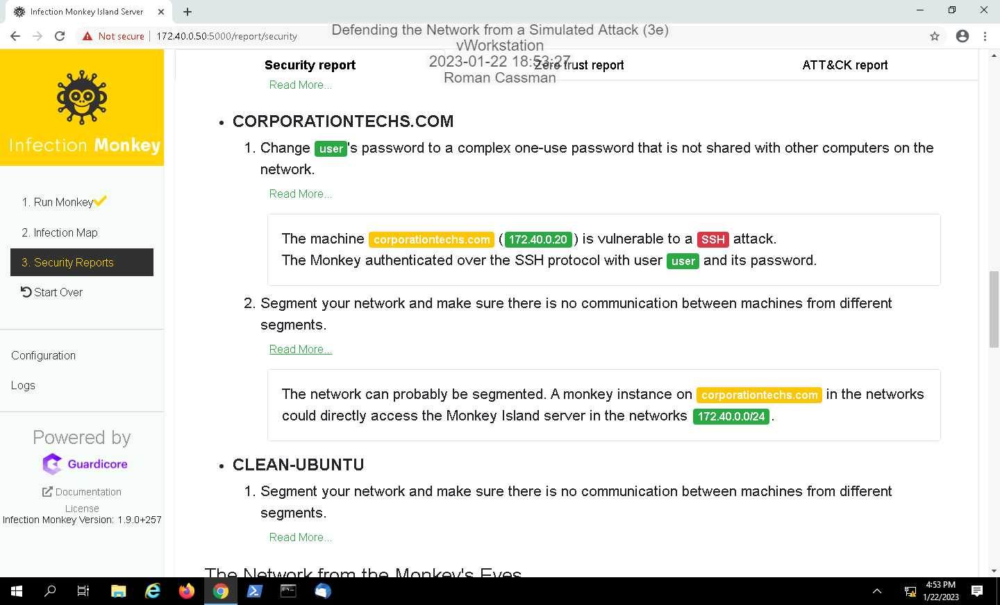 Infection Monkey Island Server
Not secure
172.40.0.50:5000/report/security
Defending the Network from a Simulated Attack (3e)
vWorkstation
2023-01-22 18:53:27
Roman Cassman
Infection Monkey
1. Run Monkey
2. Infection Map
3. Security Reports
Start Over
Configuration
Logs
Powered by
Guardicore
Documentation
License
Infection Monkey Version: 1.9.0+257
Security report
Zero trust report
ATT&CK report
Read More...
• CORPORATIONTECHS.COM
1. Change user's password to a complex one-use password that is not shared with other computers on the
network.
Read More...
The machine corporationtechs.com (172.40.0.20) is vulnerable to a SSH attack.
The Monkey authenticated over the SSH protocol with user user and its password.
2. Segment your network and make sure there is no communication between machines from different
segments.
Read More...
The network can probably be segmented. A monkey instance on corporationtechs.com in the networks
could directly access the Monkey Island server in the networks 172.40.0.0/24.
• CLEAN-UBUNTU
1. Segment your network and make sure there is no communication between machines from different
segments.
Read More...
The Network from the Monkey's Eyes
4:53 PM
1/22/2023